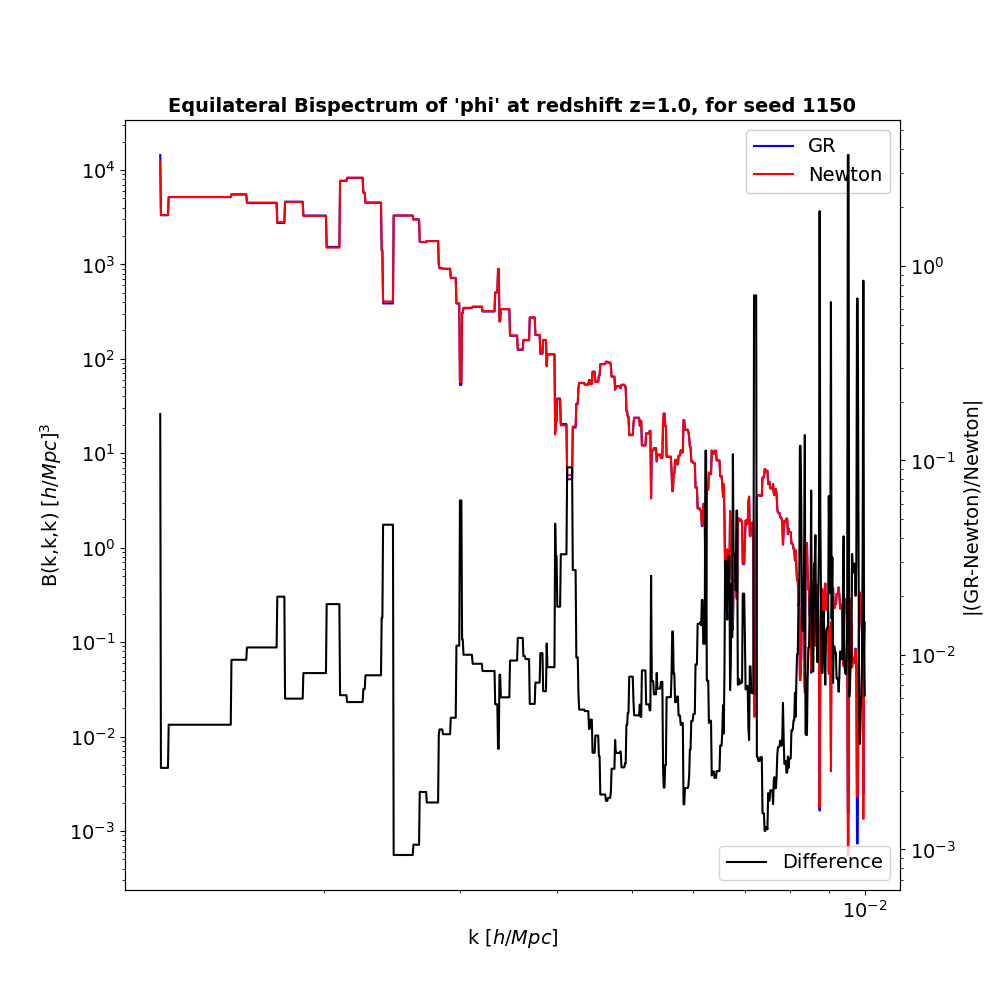 Equilateral Bispectrum of 'phi' at redshift z=1.0, for seed 1150
GR
Newton
10^4
10^3
10^2
10^1
10^0
10^-1
10^-2
10^-3
B(k,k,k) [h/Mpc]^3
10^0
10^-1
10^-2
10^-3
|(GR-Newton)/Newton|
Difference
10^-2
k [h/Mpc]